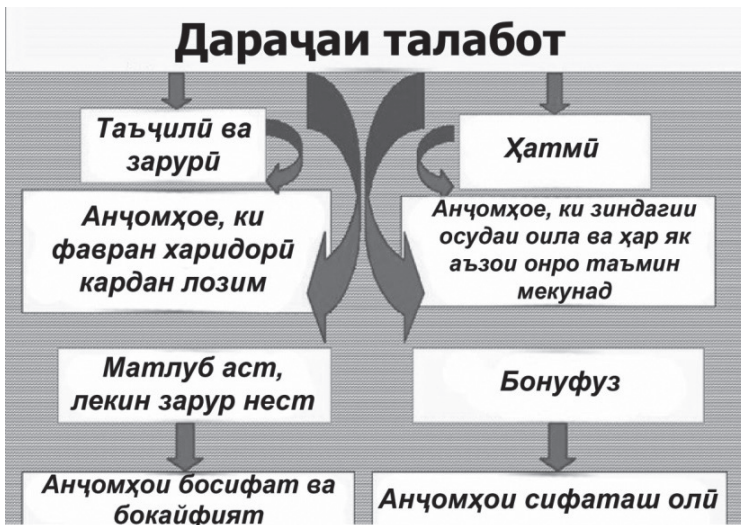 Дараҷаи талабот
Таъҷилӣ ва
зарурӣ
Ҳатмӣ
Анҷомҳое, ки
фавран харидорӣ
кардан лозим
Анҷомҳое, ки зиндагии
осудаи оила ва ҳар як
аъзои онро таъмин
мекунад
Матлуб аст,
лекин зарур нест
Бонуфуз
Анҷомҳои босифат ва
бокайфият
Анҷомҳои сифаташ олӣ